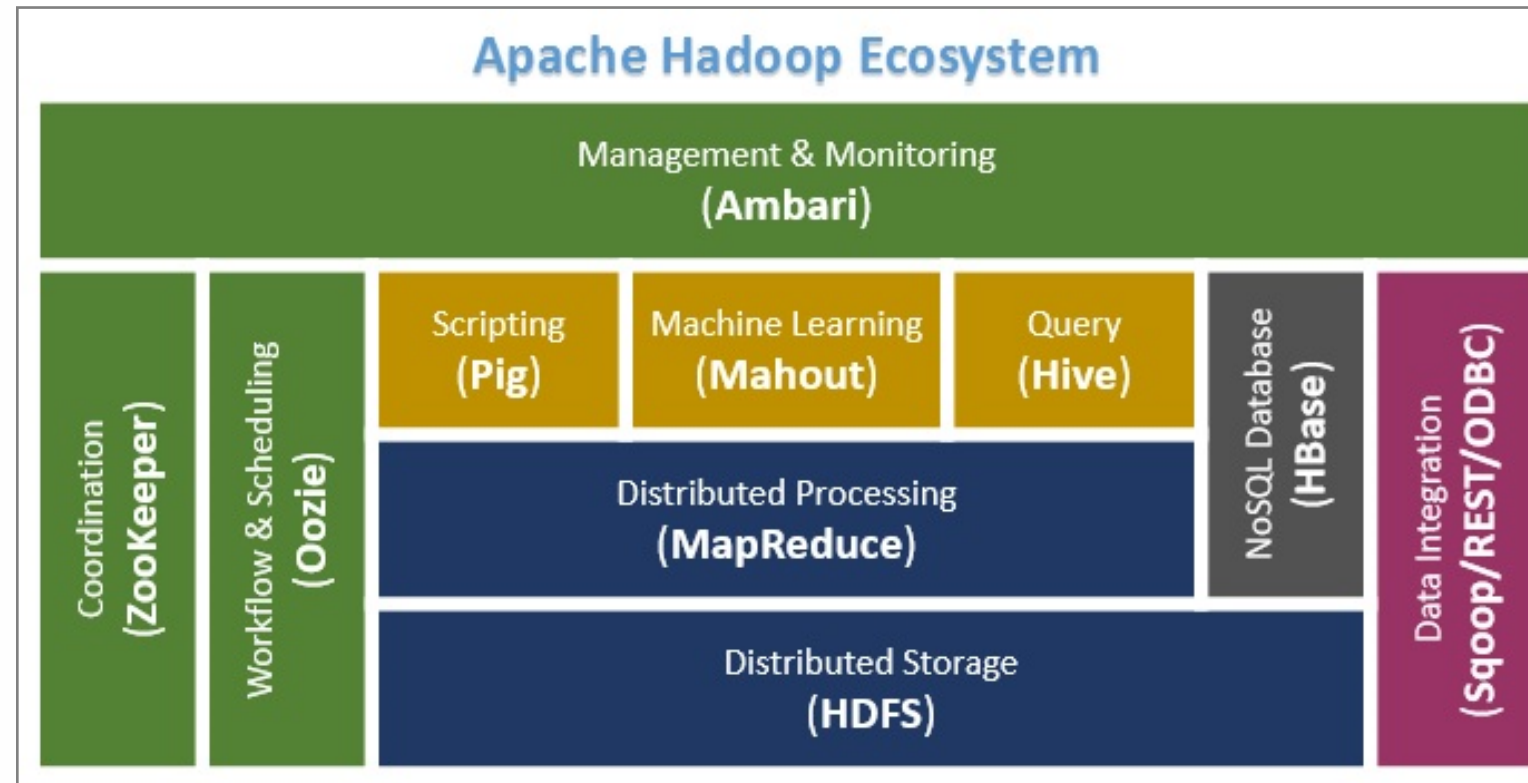 Apache Hadoop Ecosystem
Management & Monitoring
(Ambari)
Coordination
(ZooKeeper)
Workflow & Scheduling
(Oozie)
Scripting
(Pig)
Machine Learning
(Mahout)
Query
(Hive)
Distributed Processing
(MapReduce)
Distributed Storage
(HDFS)
NoSQL Database
(HBase)
Data Integration
(Sqoop/REST/ODBC)